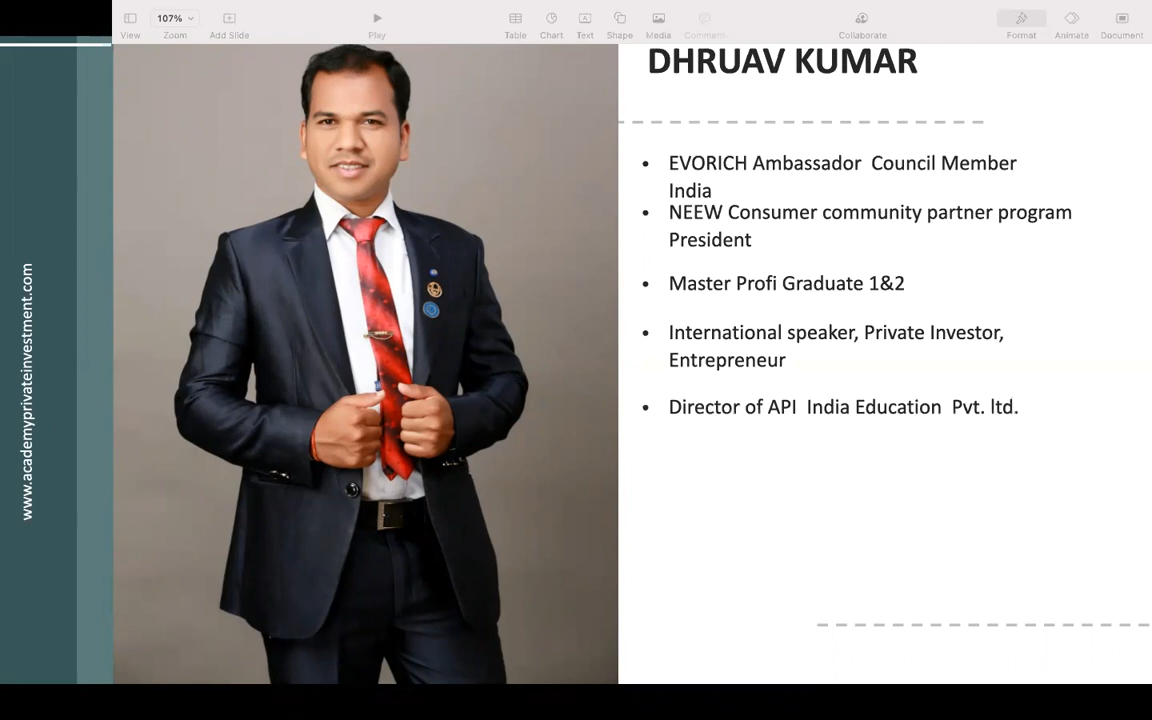 107%
View
Zoom
Add Slide
Play
Table
Chart
Text
Shape
Media
Comment
Collaborate
Format
Animate
Document
www.academyprivateinvestment.com
DHRUAV KUMAR
• EVORICH Ambassador Council Member
India
• NEEW Consumer community partner program
President
• Master Profi Graduate 1&2
• International speaker, Private Investor,
Entrepreneur
• Director of API India Education Pvt. ltd.